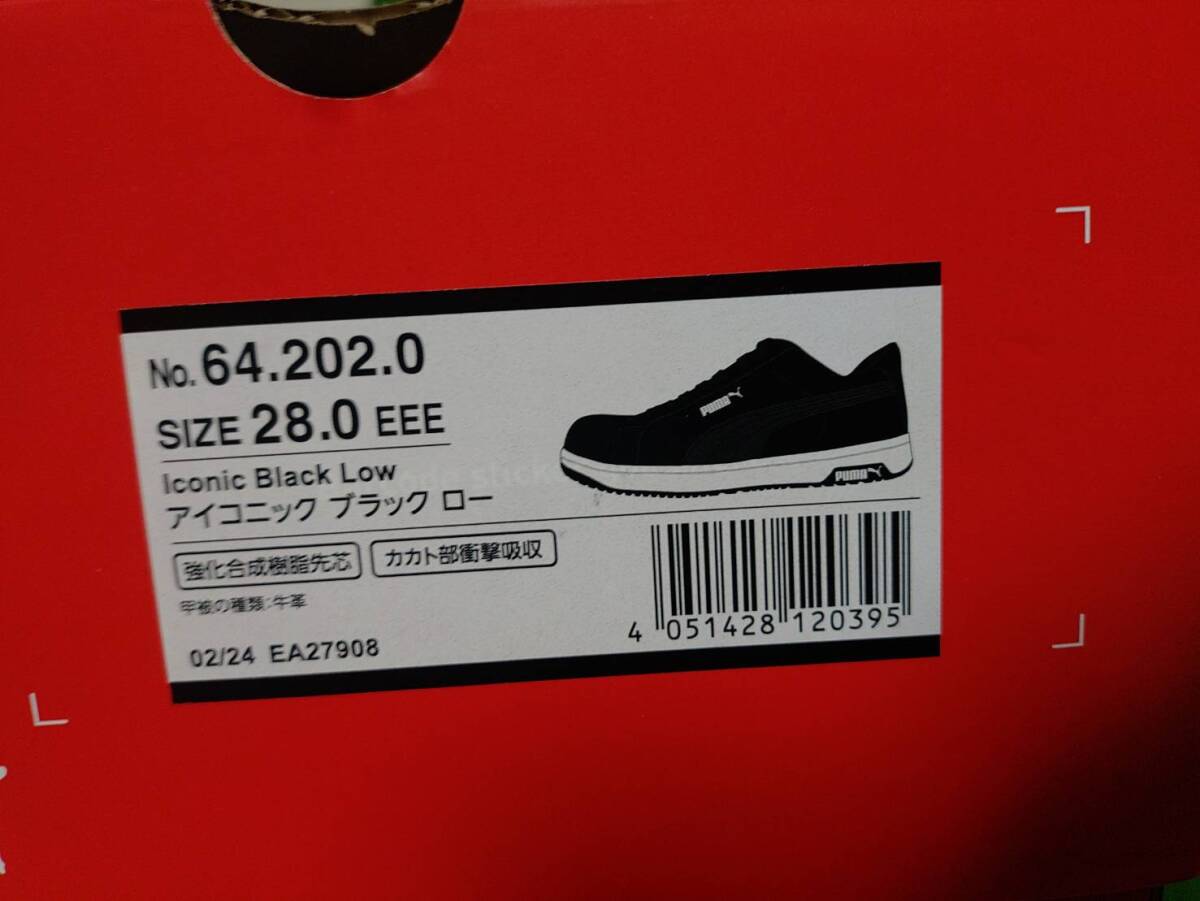 No. 64.202.0
SIZE 28.0 EEE
Iconic Black Low
アイコニック ブラック ロー
強化合成樹脂先芯 カカト部衝撃吸収
甲被の種類:牛革
02/24 EA27908
PUMA
PUMA
4 051428 120395